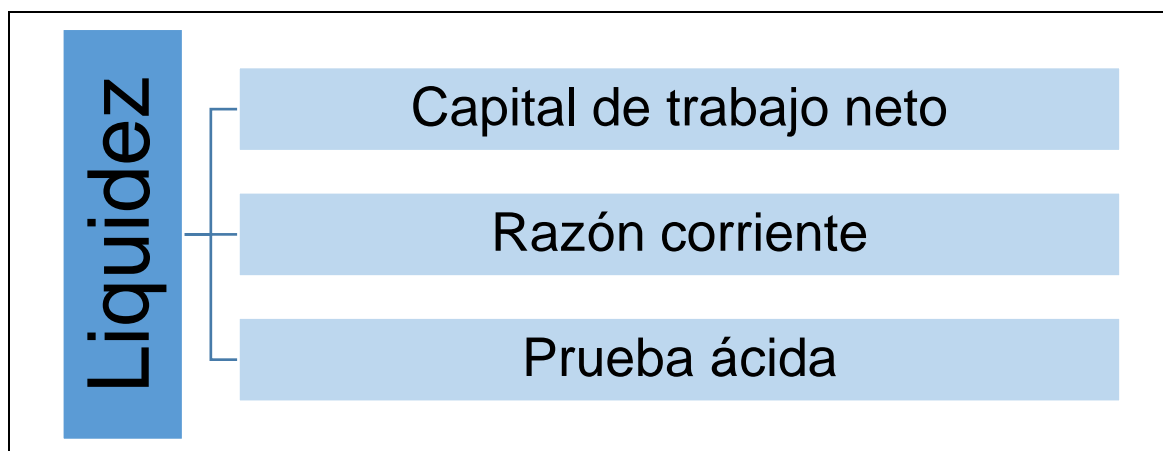 Liquidez
Capital de trabajo neto
Razón corriente
Prueba ácida